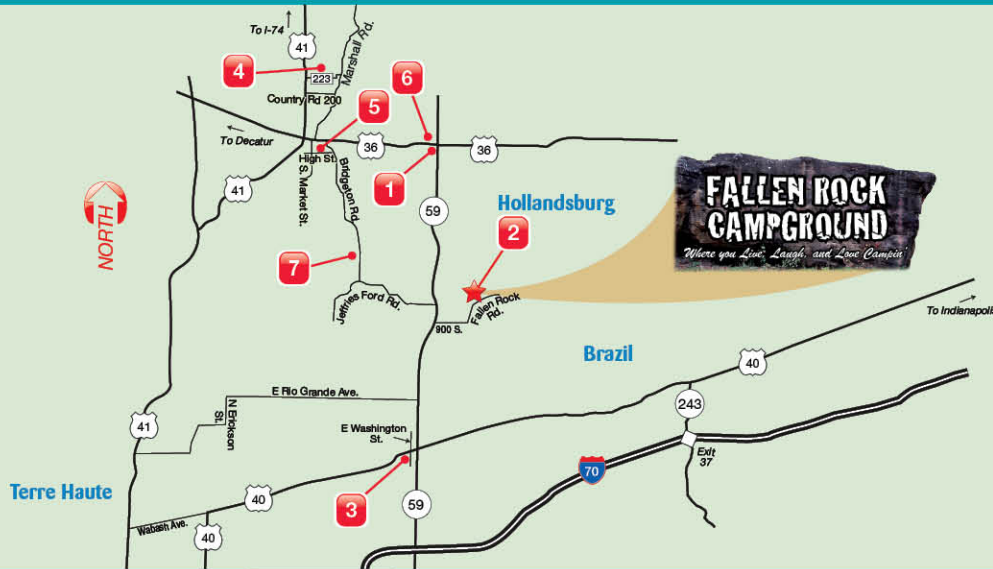 To I-74
41
Marshall Rd.
4
223
6
Country Rd 200
5
To Decatur
36
36
High St.
1
S. Market St.
Bridgeton Rd.
41
NORTH
59
Hollandsburg
2
FALLEN ROCK
CAMPGROUND
Where you Live, Laugh, and Love Campin'
7
Jeffries Ford Rd.
Fallen Rock
Rd.
900 S.
To Indianapolis
Brazil
40
E Rio Grande Ave.
243
N Erickson
St.
41
E Washington
St.
Exit
37
70
Terre Haute
40
3
59
Wabash Ave.
40